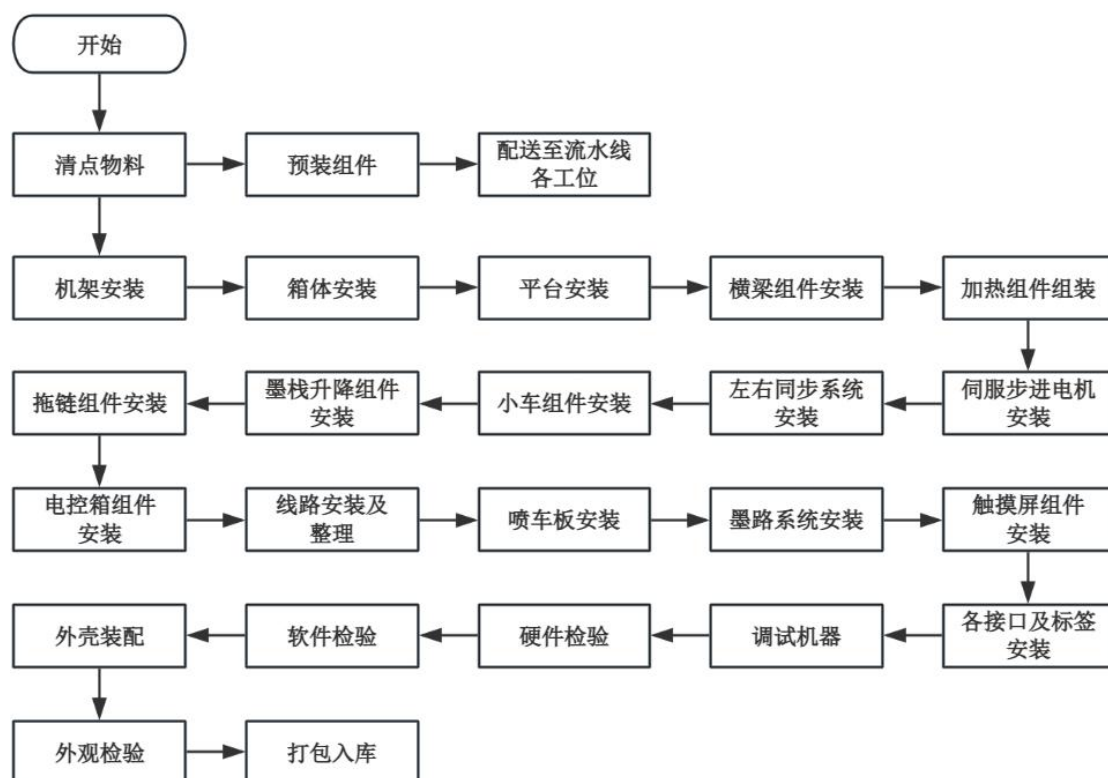 开始
清点物料
预装组件
配送至流水线
各工位
机架安装
箱体安装
平台安装
横梁组件安装
加热组件组装
伺服步进电机
安装
左右同步系统
安装
小车组件安装
墨栈升降组件
安装
拖链组件安装
电控箱组件
安装
线路安装及
整理
喷车板安装
墨路系统安装
触摸屏组件
安装
各接口及标签
安装
调试机器
硬件检验
软件检验
外壳装配
外观检验
打包入库